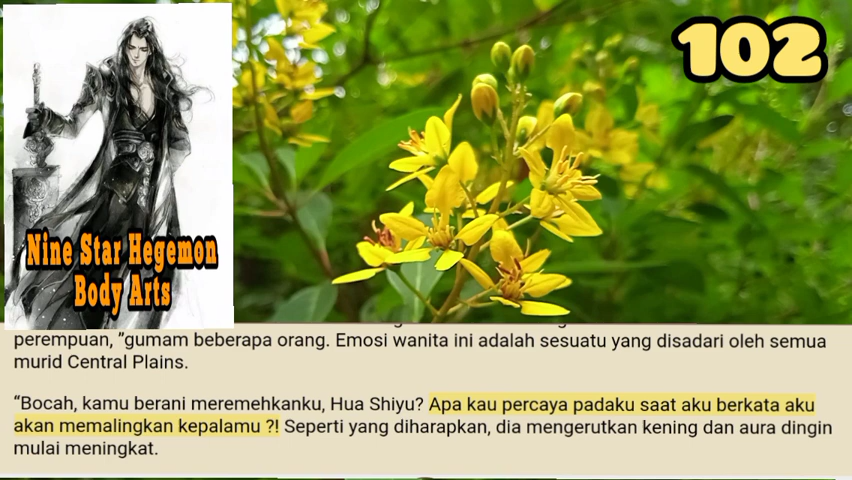 102
Nine Star Hegemon
Body Arts
perempuan, ”gumam beberapa orang. Emosi wanita ini adalah sesuatu yang disadari oleh semua
murid Central Plains.
“Bocah, kamu berani meremehkanku, Hua Shiyu? Apa kau percaya padaku saat aku berkata aku
akan memalingkan kepalamu ?! Seperti yang diharapkan, dia mengerutkan kening dan aura dingin
mulai meningkat.